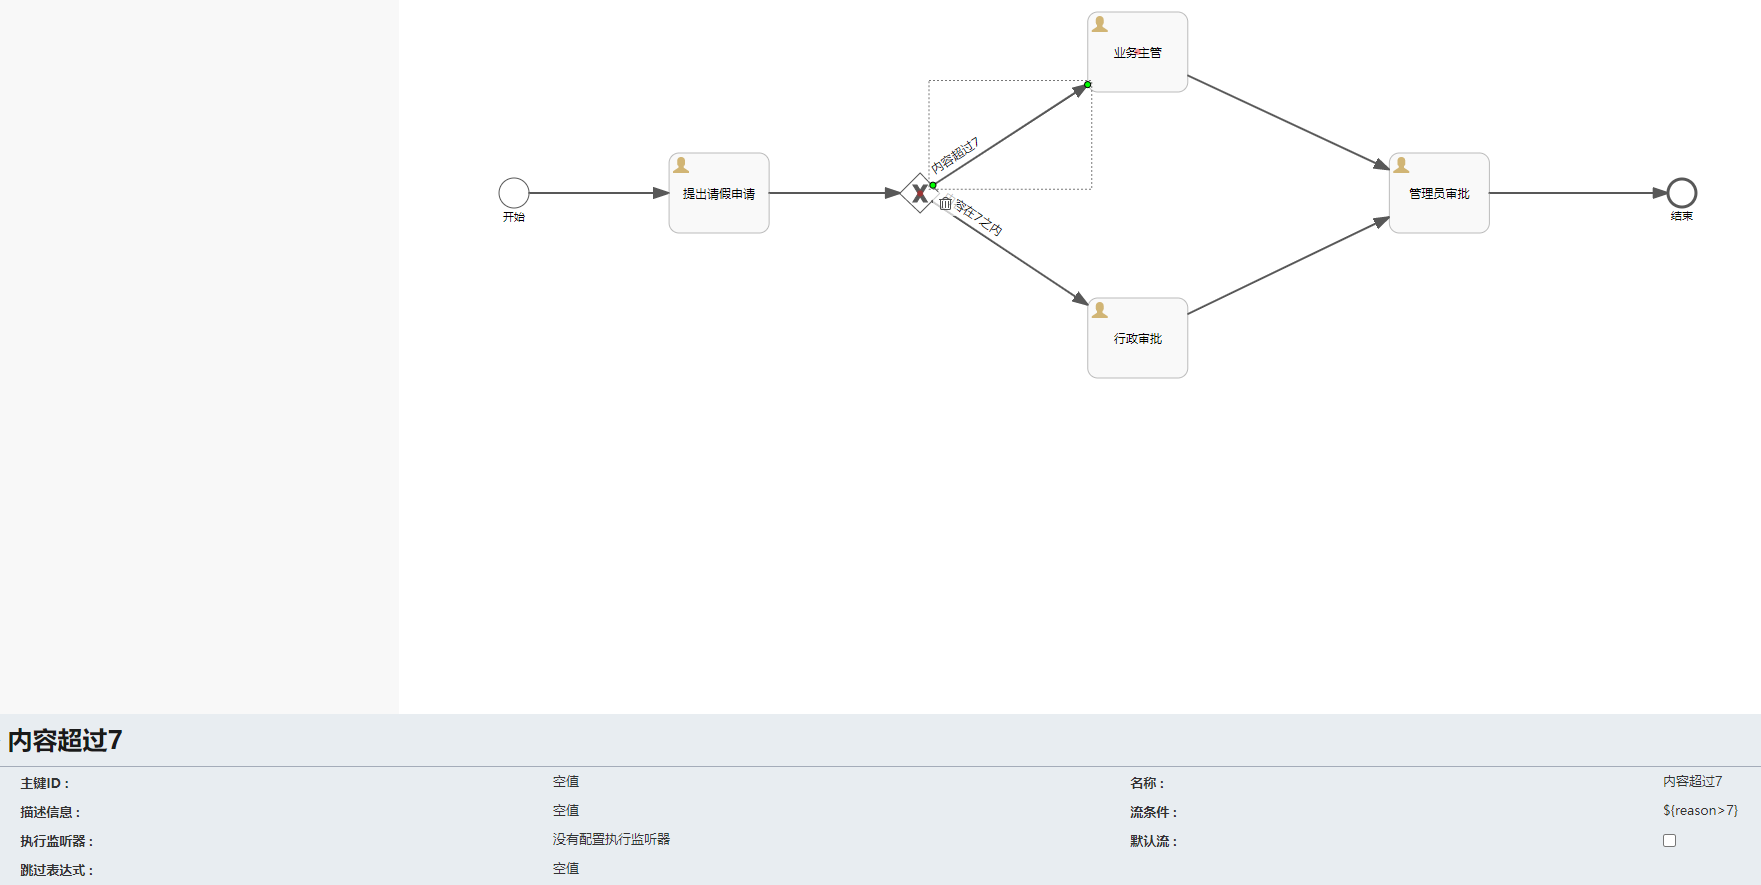 业务主管
内容超过7
提出请假申请
管理员审批
开始
容在7之内
结束
行政审批
内容超过7
主键ID :
空值
名称 :
内容超过7
描述信息 :
空值
流条件 :
${reason>7}
执行监听器 :
没有配置执行监听器
默认流 :
跳过表达式 :
空值